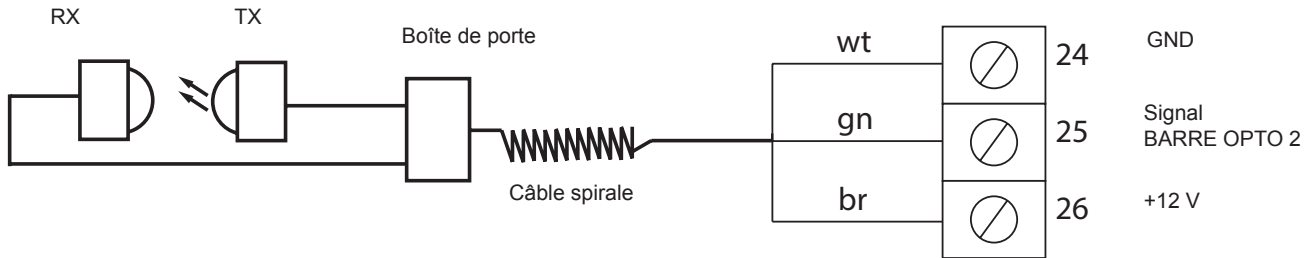 RX
TX
Boîte de porte
Câble spirale
wt
24
GND
gn
25
Signal
BARRE OPTO 2
br
26
+12 V